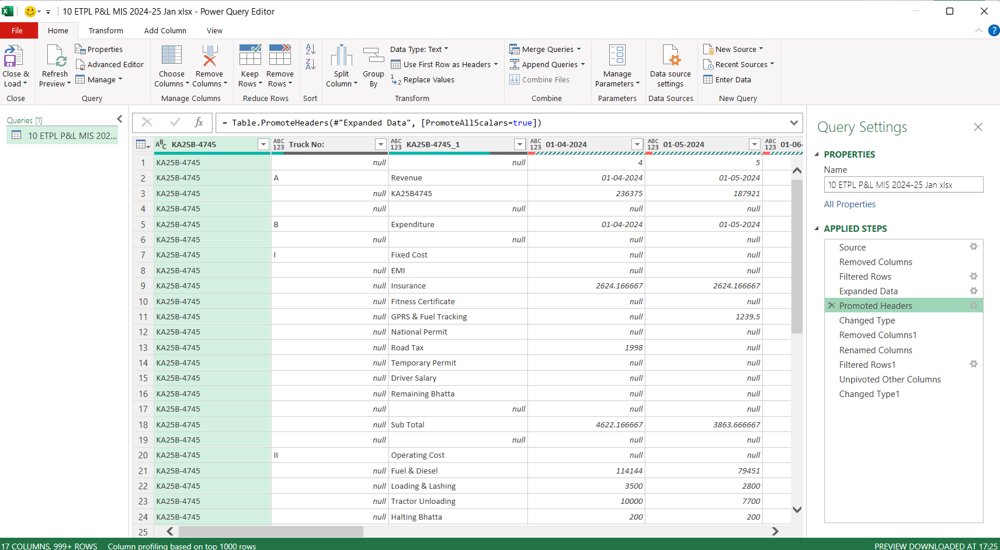 10 ETPL P&L MIS 2024-25 Jan xlsx - Power Query Editor
File Home Transform Add Column View
Close & Load
Close
Refresh Preview
Properties
Advanced Editor
Manage
Query
Choose Columns
Remove Columns
Manage Columns
Keep Rows
Remove Rows
Reduce Rows
Sort
Split Column
Group By
Data Type: Text
Use First Row as Headers
Replace Values
Transform
Merge Queries
Append Queries
Combine Files
Combine
Manage Parameters
Parameters
Data source settings
Data Sources
New Source
Recent Sources
Enter Data
New Query
Queries [1]
10 ETPL P&L MIS 202...
fx
= Table.PromoteHeaders(#"Expanded Data", [PromoteAllScalars=true])
ABC KA25B-4745 ABC 123 Truck No: ABC 123 KA25B-4745_1 ABC 123 01-04-2024 ABC 123 01-05-2024 ABC 123 01-06-
1 KA25B-4745 null null 4 5
2 KA25B-4745 A Revenue 01-04-2024 01-05-2024
3 KA25B-4745 null KA25B4745 236375 187921
4 KA25B-4745 null null null null
5 KA25B-4745 B Expenditure 01-04-2024 01-05-2024
6 KA25B-4745 null null null null
7 KA25B-4745 I Fixed Cost null null
8 KA25B-4745 null EMI null null
9 KA25B-4745 null Insurance 2624.166667 2624.166667
10 KA25B-4745 null Fitness Certificate null null
11 KA25B-4745 null GPRS & Fuel Tracking null 1239.5
12 KA25B-4745 null National Permit null null
13 KA25B-4745 null Road Tax 1998 null
14 KA25B-4745 null Temporary Permit null null
15 KA25B-4745 null Driver Salary null null
16 KA25B-4745 null Remaining Bhatta null null
17 KA25B-4745 null null null null
18 KA25B-4745 null Sub Total 4622.166667 3863.666667
19 KA25B-4745 null null null null
20 KA25B-4745 II Operating Cost null null
21 KA25B-4745 null Fuel & Diesel 114144 79451
22 KA25B-4745 null Loading & Lashing 3500 2800
23 KA25B-4745 null Tractor Unloading 10000 7700
24 KA25B-4745 null Halting Bhatta 200 200
25
Query Settings
PROPERTIES
Name
10 ETPL P&L MIS 2024-25 Jan xlsx
All Properties
APPLIED STEPS
Source
Removed Columns
Filtered Rows
Expanded Data
Promoted Headers
Changed Type
Removed Columns1
Renamed Columns
Filtered Rows1
Unpivoted Other Columns
Changed Type1
17 COLUMNS, 999+ ROWS Column profiling based on top 1000 rows
PREVIEW DOWNLOADED AT 17:25